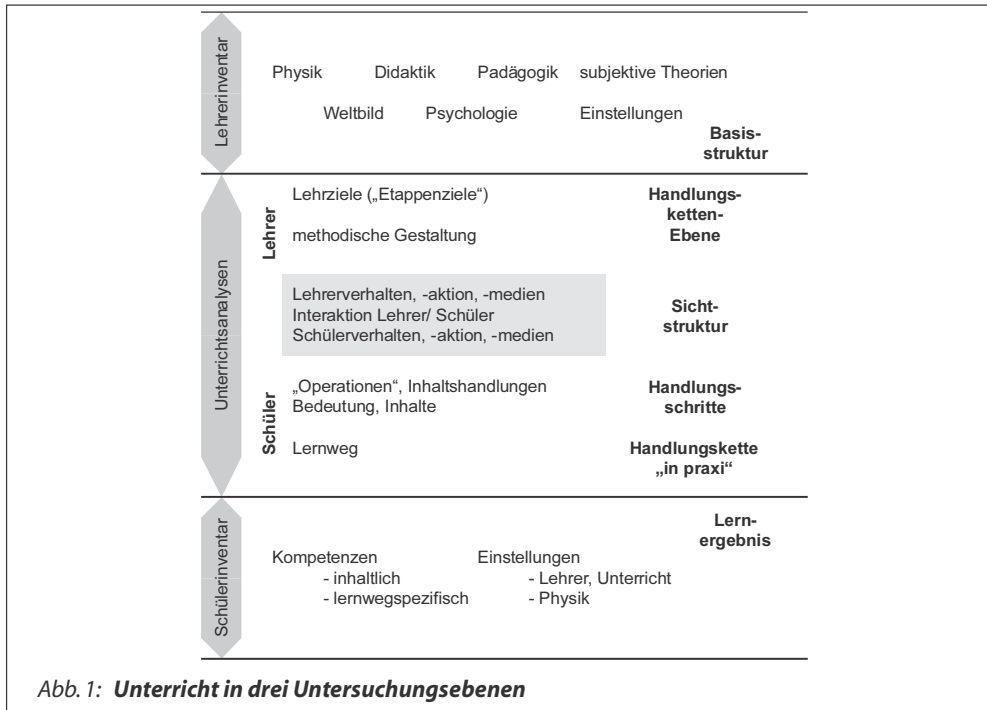 Lehrerinventar
Physik Didaktik Padägogik subjektive Theorien
Weltbild Psychologie Einstellungen
Basis-
struktur
Unterrichtsanalysen
Lehrer
Lehrziele („Etappenziele“)
methodische Gestaltung
Handlungs-
ketten-
Ebene
Lehrerverhalten, -aktion, -medien
Interaktion Lehrer/ Schüler
Schülerverhalten, -aktion, -medien
Sicht-
struktur
Schüler
„Operationen“, Inhaltshandlungen
Bedeutung, Inhalte
Handlungs-
schritte
Lernweg
Handlungskette
„in praxi“
Schülerinventar
Lern-
ergebnis
Kompetenzen
- inhaltlich
- lernwegspezifisch
Einstellungen
- Lehrer, Unterricht
- Physik
Abb. 1: Unterricht in drei Untersuchungsebenen